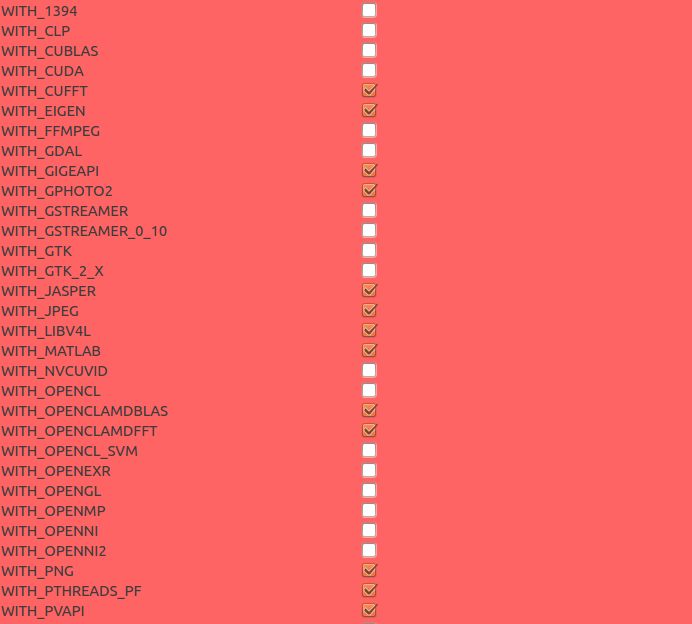 WITH_1394
WITH_CLP
WITH_CUBLAS
WITH_CUDA
WITH_CUFFT
WITH_EIGEN
WITH_FFMPEG
WITH_GDAL
WITH_GIGEAPI
WITH_GPHOTO2
WITH_GSTREAMER
WITH_GSTREAMER_0_10
WITH_GTK
WITH_GTK_2_X
WITH_JASPER
WITH_JPEG
WITH_LIBV4L
WITH_MATLAB
WITH_NVCUVID
WITH_OPENCL
WITH_OPENCLAMDBLAS
WITH_OPENCLAMDFFT
WITH_OPENCL_SVM
WITH_OPENEXR
WITH_OPENGL
WITH_OPENMP
WITH_OPENNI
WITH_OPENNI2
WITH_PNG
WITH_PTHREADS_PF
WITH_PVAPI